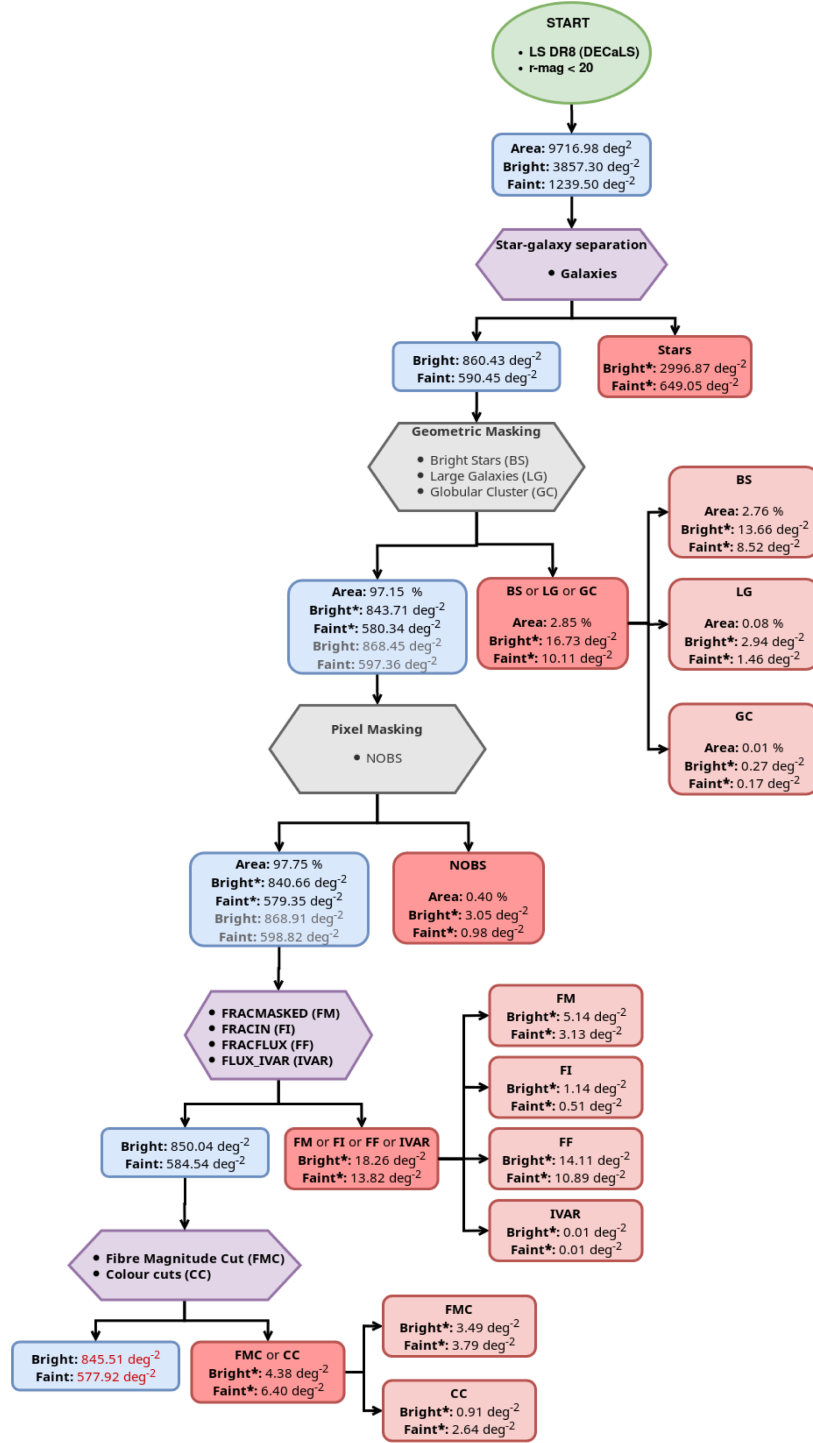 START
• LS DR8 (DECaLS)
• r-mag < 20
Area: 9716.98 deg²
Bright: 3857.30 deg⁻²
Faint: 1239.50 deg⁻²
Star-galaxy separation
• Galaxies
Bright: 860.43 deg⁻²
Faint: 590.45 deg⁻²
Stars
Bright*: 2996.87 deg⁻²
Faint*: 649.05 deg⁻²
Geometric Masking
• Bright Stars (BS)
• Large Galaxies (LG)
• Globular Cluster (GC)
Area: 97.15 %
Bright*: 843.71 deg⁻²
Faint*: 580.34 deg⁻²
Bright: 868.45 deg⁻²
Faint: 597.36 deg⁻²
BS or LG or GC
Area: 2.85 %
Bright*: 16.73 deg⁻²
Faint*: 10.11 deg⁻²
BS
Area: 2.76 %
Bright*: 13.66 deg⁻²
Faint*: 8.52 deg⁻²
LG
Area: 0.08 %
Bright*: 2.94 deg⁻²
Faint*: 1.46 deg⁻²
GC
Area: 0.01 %
Bright*: 0.27 deg⁻²
Faint*: 0.17 deg⁻²
Pixel Masking
• NOBS
Area: 97.75 %
Bright*: 840.66 deg⁻²
Faint*: 579.35 deg⁻²
Bright: 868.91 deg⁻²
Faint: 598.82 deg⁻²
NOBS
Area: 0.40 %
Bright*: 3.05 deg⁻²
Faint*: 0.98 deg⁻²
• FRACMASKED (FM)
• FRACIN (FI)
• FRACFLUX (FF)
• FLUX_IVAR (IVAR)
Bright: 850.04 deg⁻²
Faint: 584.54 deg⁻²
FM or FI or FF or IVAR
Bright*: 18.26 deg⁻²
Faint*: 13.82 deg⁻²
FM
Bright*: 5.14 deg⁻²
Faint*: 3.13 deg⁻²
FI
Bright*: 1.14 deg⁻²
Faint*: 0.51 deg⁻²
FF
Bright*: 14.11 deg⁻²
Faint*: 10.89 deg⁻²
IVAR
Bright*: 0.01 deg⁻²
Faint*: 0.01 deg⁻²
• Fibre Magnitude Cut (FMC)
• Colour cuts (CC)
Bright: 845.51 deg⁻²
Faint: 577.92 deg⁻²
FMC or CC
Bright*: 4.38 deg⁻²
Faint*: 6.40 deg⁻²
FMC
Bright*: 3.49 deg⁻²
Faint*: 3.79 deg⁻²
CC
Bright*: 0.91 deg⁻²
Faint*: 2.64 deg⁻²